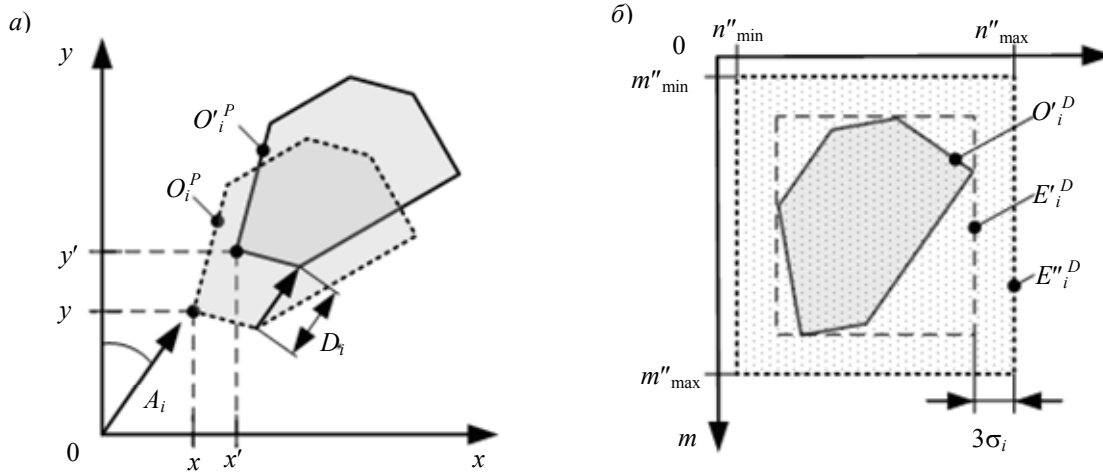 а)
y
O′ᵢᴾ
Oᵢᴾ
y′
y
Dᵢ
Aᵢ
0
x
x′
x
б)
n″min
n″max
0
m″min
O′ᵢᴰ
E′ᵢᴰ
E″ᵢᴰ
m″max
m
3σᵢ